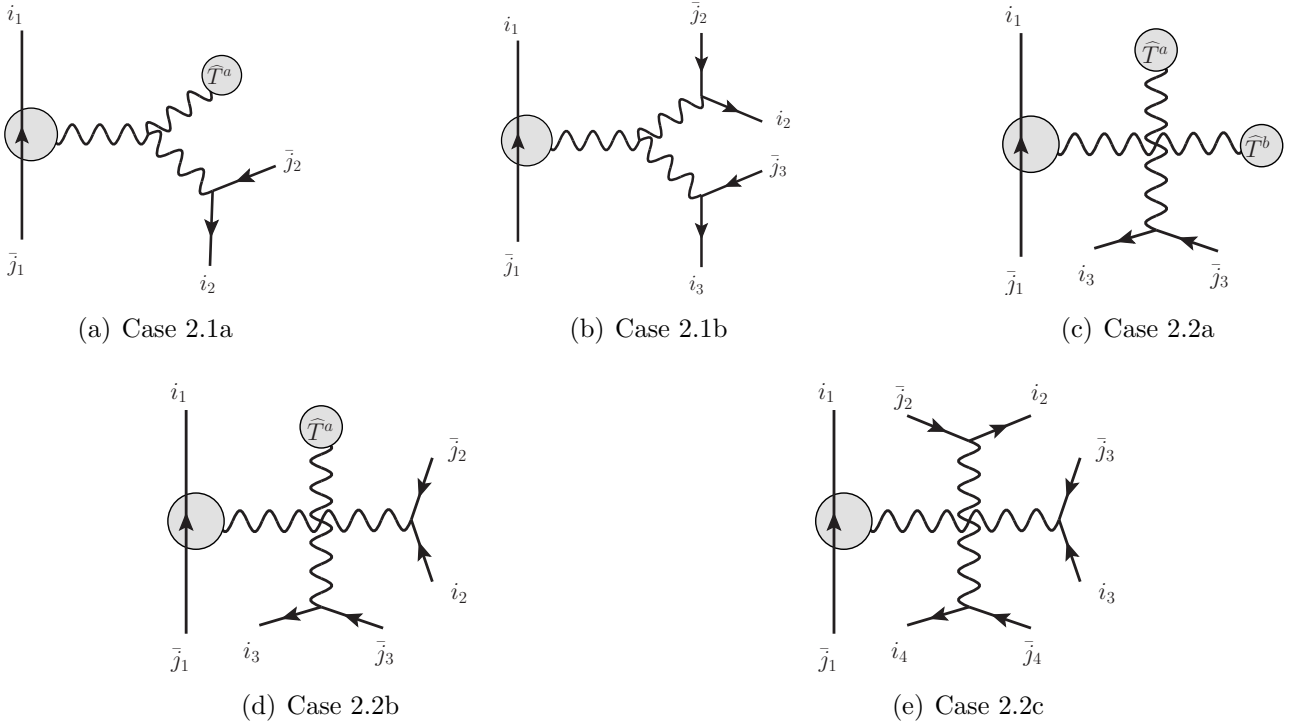 i₁
T̂ᵃ
j̄₂
j̄₁
i₂
(a) Case 2.1a
i₁
j̄₂
i₂
j̄₃
j̄₁
i₃
(b) Case 2.1b
i₁
T̂ᵃ
T̂ᵇ
i₃
j̄₁
j̄₃
(c) Case 2.2a
i₁
T̂ᵃ
j̄₂
i₂
j̄₁
i₃
j̄₃
(d) Case 2.2b
i₁
j̄₂
i₂
j̄₃
i₃
j̄₁
i₄
j̄₄
(e) Case 2.2c